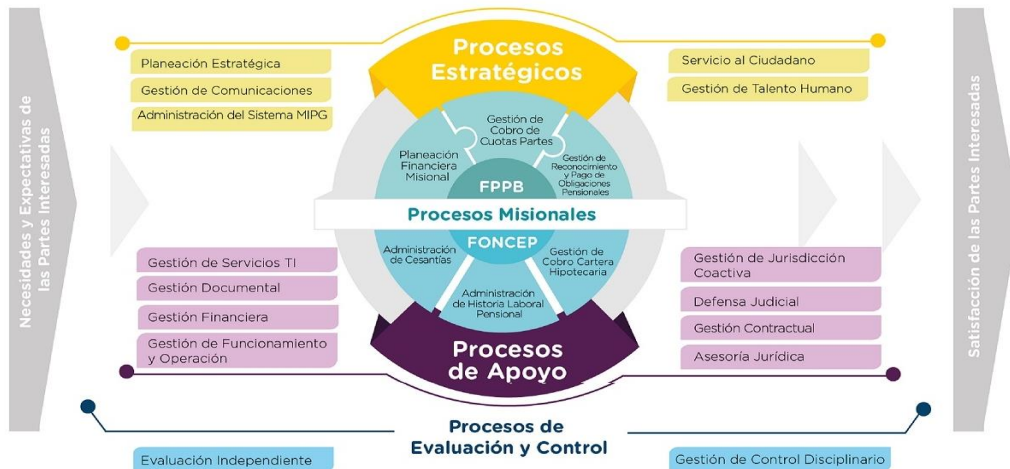 Necesidades y Expectativas de
las Partes Interesadas
Procesos
Estratégicos
Planeación Estratégica
Gestión de Comunicaciones
Administración del Sistema MIPG
Servicio al Ciudadano
Gestión de Talento Humano
Planeación
Financiera
Misional
Gestión de
Cobro de
Cuotas Partes
Gestión de
Reconocimiento
y Pago de
Obligaciones
Pensionales
FPPB
Procesos Misionales
FONCEP
Administración
de Cesantías
Administración
de Historia Laboral
Pensional
Gestión de
Cobro Cartera
Hipotecaria
Gestión de Servicios TI
Gestión Documental
Gestión Financiera
Gestión de Funcionamiento
y Operación
Gestión de Jurisdicción
Coactiva
Defensa Judicial
Gestión Contractual
Asesoría Jurídica
Procesos
de Apoyo
Procesos de
Evaluación y Control
Evaluación Independiente
Gestión de Control Disciplinario
Satisfacción de las Partes Interesadas